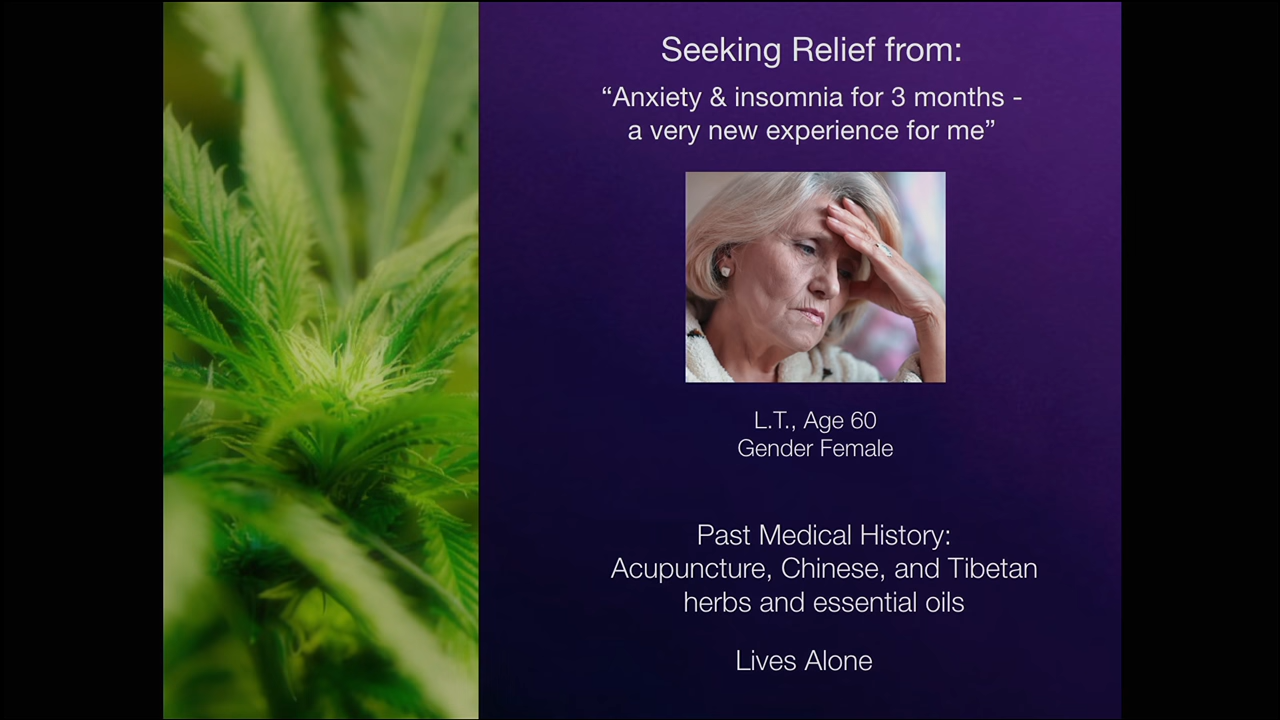 Seeking Relief from:
“Anxiety & insomnia for 3 months -
a very new experience for me”
L.T., Age 60
Gender Female
Past Medical History:
Acupuncture, Chinese, and Tibetan
herbs and essential oils
Lives Alone